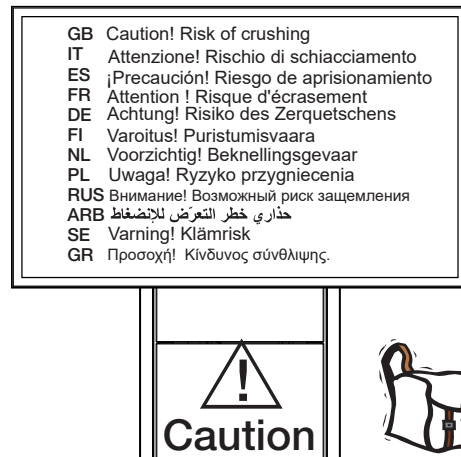 GB Caution! Risk of crushing
IT Attenzione! Rischio di schiacciamento
ES ¡Precaución! Riesgo de aprisionamiento
FR Attention ! Risque d'écrasement
DE Achtung! Risiko des Zerquetschens
FI Varoitus! Puristumisvaara
NL Voorzichtig! Beknellingsgevaar
PL Uwaga! Ryzyko przygniecenia
RUS Внимание! Возможный риск защемления
ARB حذاري خطر التعرّض للإنضغاط
SE Varning! Klämrisk
GR Προσοχή! Κίνδυνος σύνθλιψης.
!
Caution